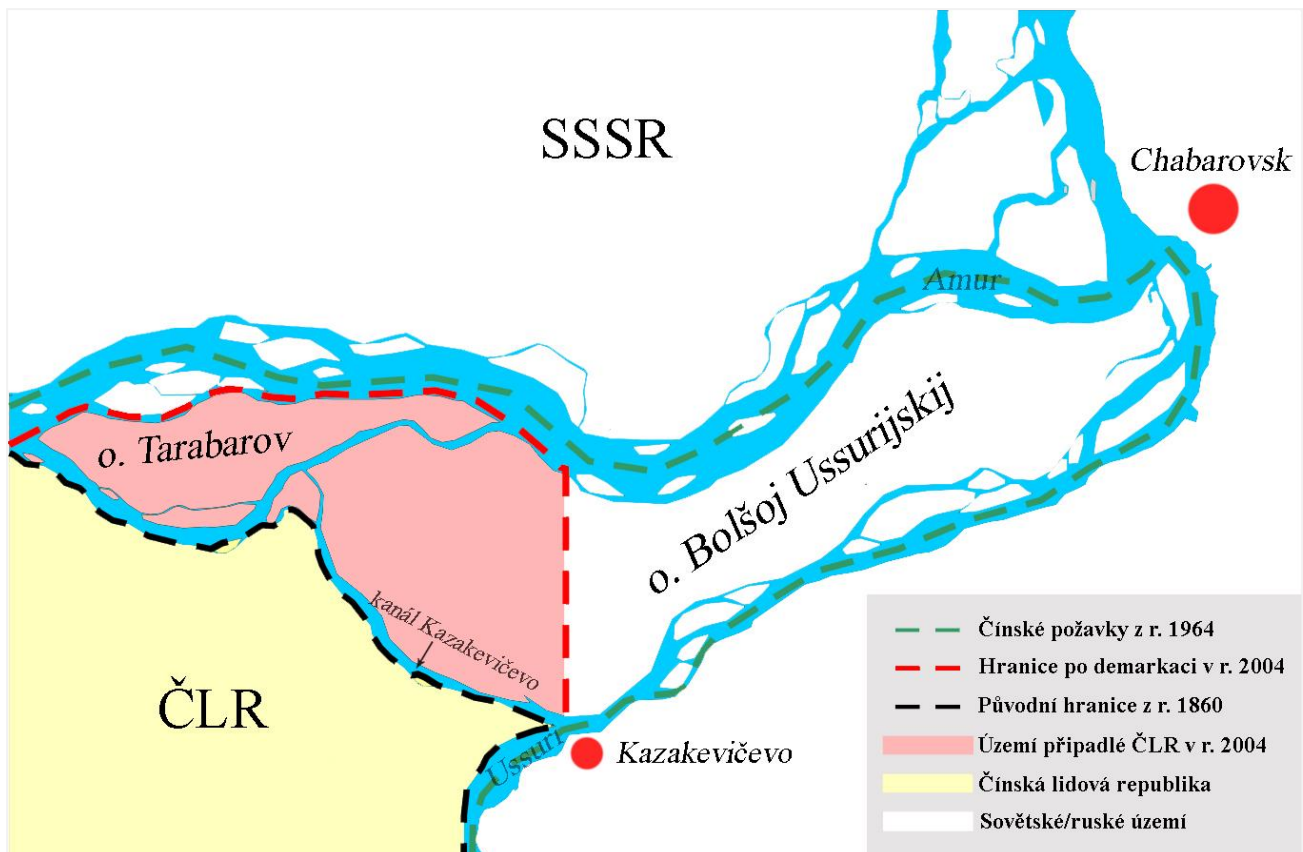 SSSR
Chabarovsk
Amur
o. Tarabarov
o. Bolšoj Ussurijskij
kanál Kazakevičevo
ČLR
Ussuri
Kazakevičevo
Čínské požavky z r. 1964
Hranice po demarkaci v r. 2004
Původní hranice z r. 1860
Území připadlé ČLR v r. 2004
Čínská lidová republika
Sovětské/ruské území